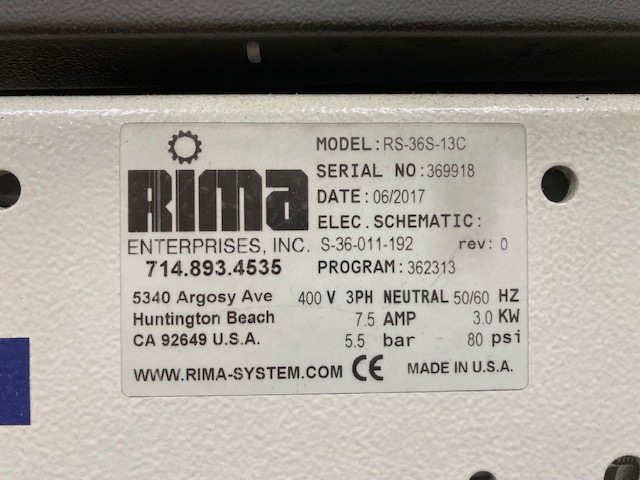 MODEL: RS-36S-13C
RIMA
SERIAL NO: 369918
DATE: 06/2017
ELEC. SCHEMATIC:
ENTERPRISES, INC. S-36-011-192 rev: 0
714.893.4535 PROGRAM: 362313
5340 Argosy Ave 400 V 3PH NEUTRAL 50/60 HZ
Huntington Beach 7.5 AMP 3.0 KW
CA 92649 U.S.A. 5.5 bar 80 psi
WWW.RIMA-SYSTEM.COM CE MADE IN U.S.A.